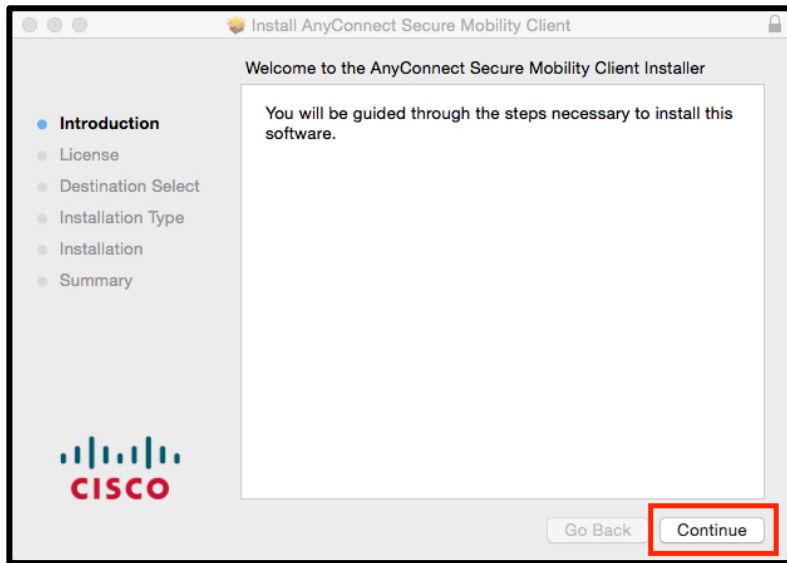 Install AnyConnect Secure Mobility Client
Welcome to the AnyConnect Secure Mobility Client Installer
Introduction
License
Destination Select
Installation Type
Installation
Summary
You will be guided through the steps necessary to install this
software.
CISCO
Go Back
Continue